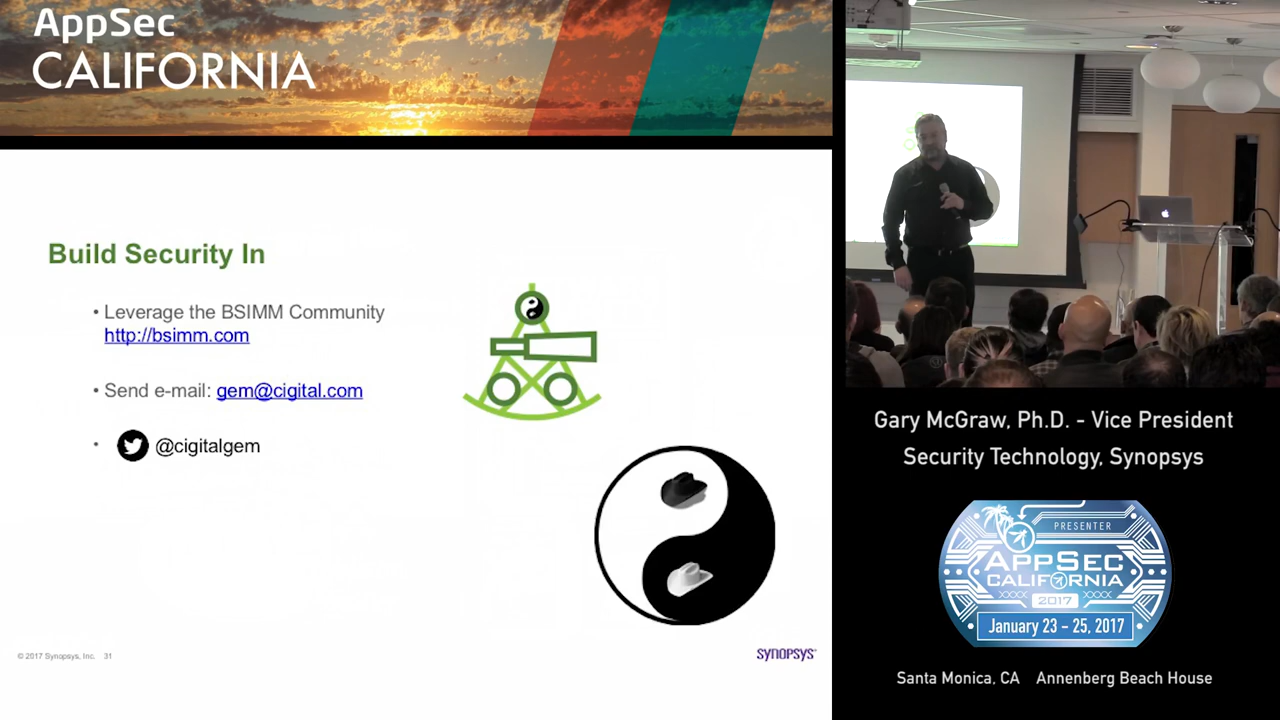 AppSec
CALIFORNIA
Build Security In
• Leverage the BSIMM Community
http://bsimm.com
• Send e-mail: gem@cigital.com
• @cigitalgem
© 2017 Synopsys, Inc. 31
SYNOPSYS®
Gary McGraw, Ph.D. - Vice President
Security Technology, Synopsys
PRESENTER
APPSEC
CALIFORNIA
XXXX 2017 XXXX
January 23 - 25, 2017
Santa Monica, CA Annenberg Beach House